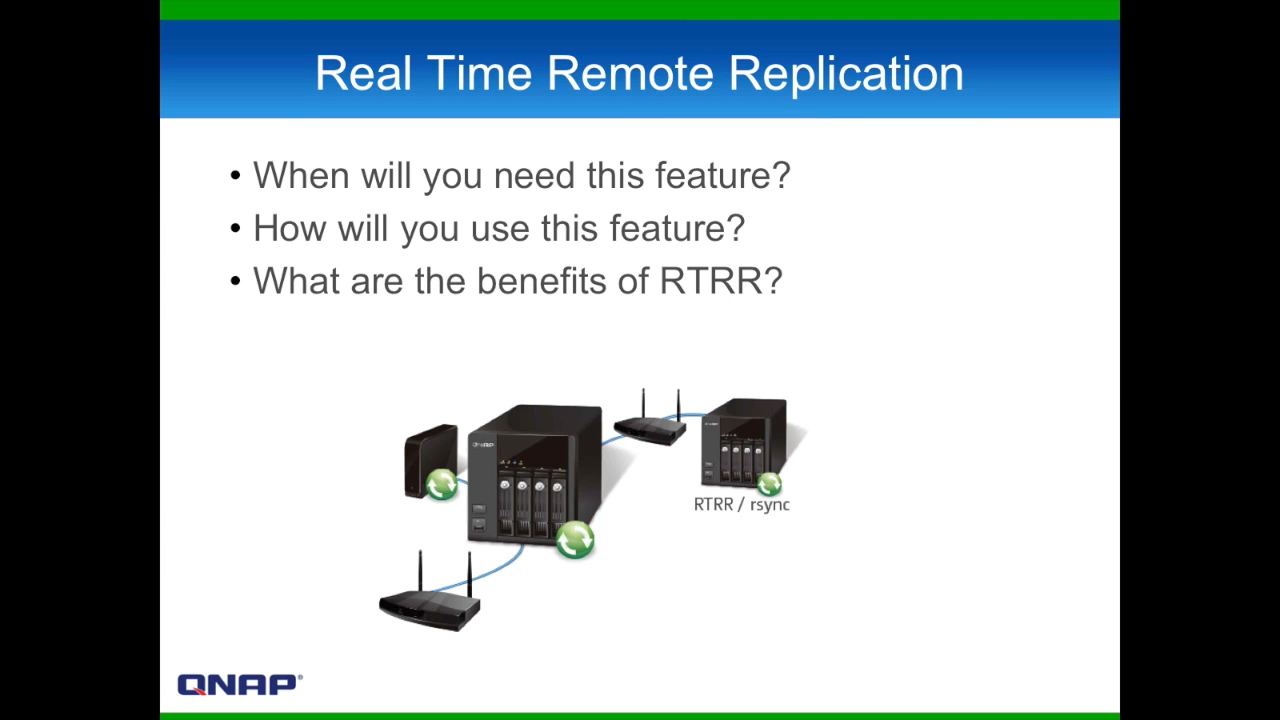 Real Time Remote Replication
• When will you need this feature?
• How will you use this feature?
• What are the benefits of RTRR?
QNAP
RTRR / rsync
QNAP®